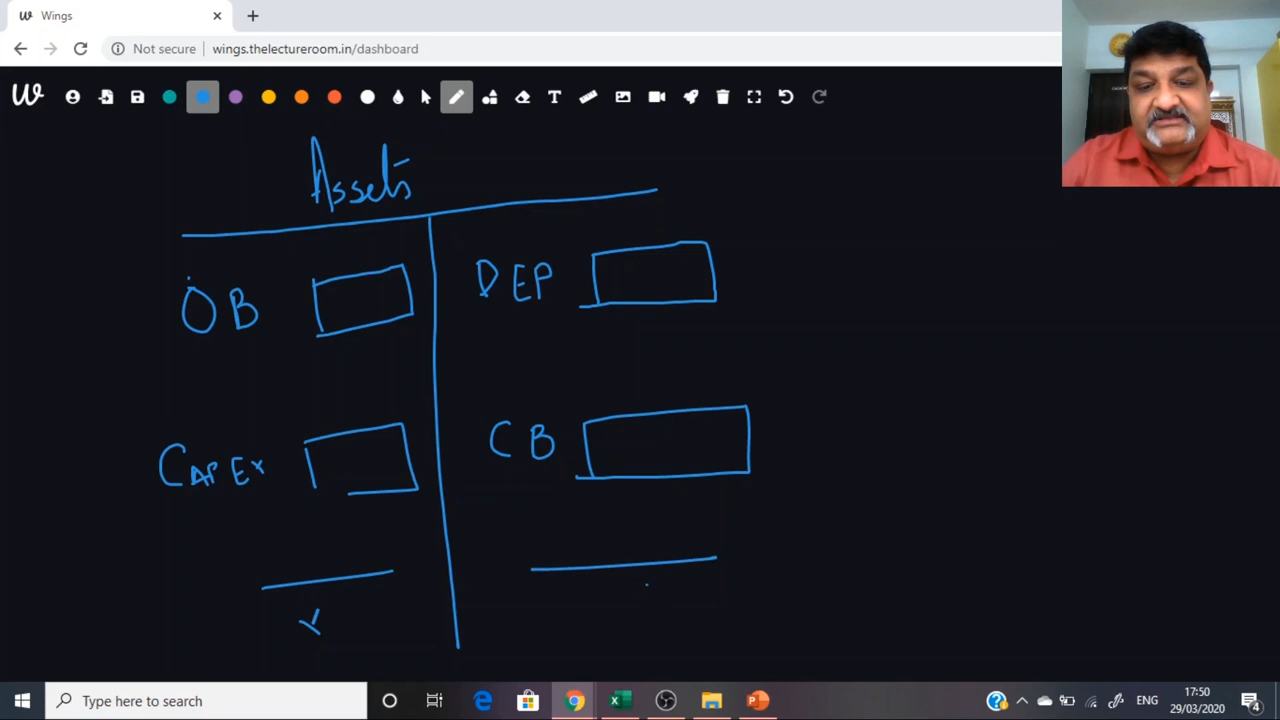 Wings
Not secure
wings.thelectureroom.in/dashboard
Assets
OB
DEP
CAPEX
CB
Type here to search
ENG
17:50
29/03/2020
4